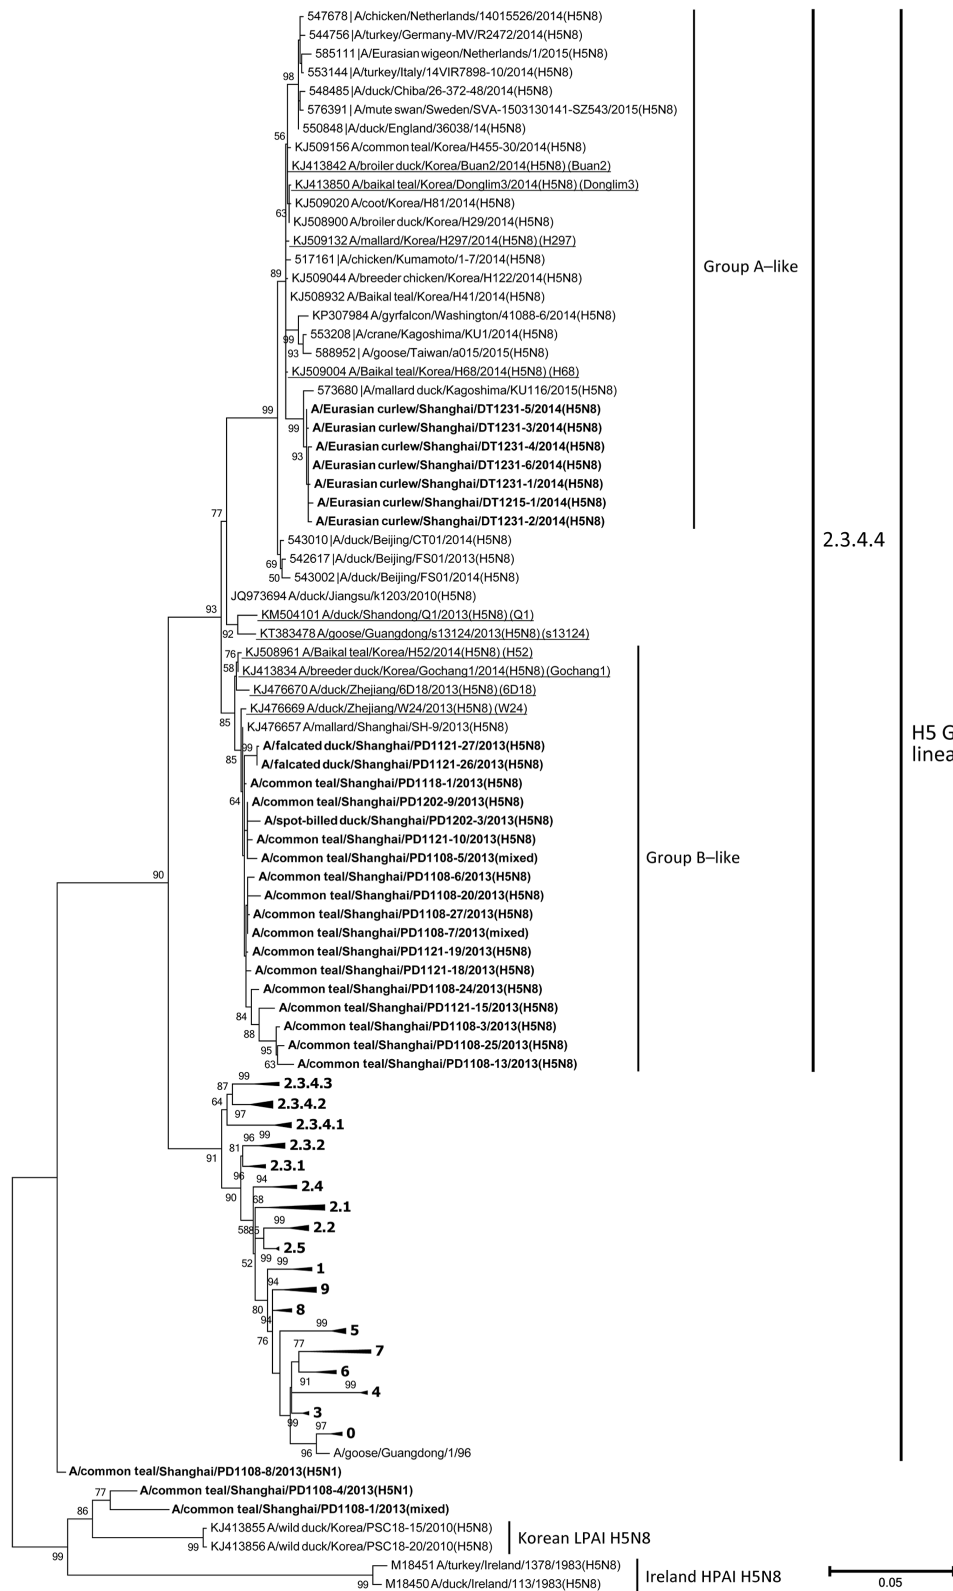 547678 |A/chicken/Netherlands/14015526/2014(H5N8)
544756 |A/turkey/Germany-MV/R2472/2014(H5N8)
585111 |A/Eurasian wigeon/Netherlands/1/2015(H5N8)
553144 |A/turkey/Italy/14VIR7898-10/2014(H5N8)
98
548485 |A/duck/Chiba/26-372-48/2014(H5N8)
576391 |A/mute swan/Sweden/SVA-1503130141-SZ543/2015(H5N8)
550848 |A/duck/England/36038/14(H5N8)
56
KJ509156 A/common teal/Korea/H455-30/2014(H5N8)
KJ413842 A/broiler duck/Korea/Buan2/2014(H5N8) (Buan2)
KJ413850 A/baikal teal/Korea/Donglim3/2014(H5N8) (Donglim3)
KJ509020 A/coot/Korea/H81/2014(H5N8)
63
KJ508900 A/broiler duck/Korea/H29/2014(H5N8)
KJ509132 A/mallard/Korea/H297/2014(H5N8) (H297)
517161 |A/chicken/Kumamoto/1-7/2014(H5N8)
Group A–like
89
KJ509044 A/breeder chicken/Korea/H122/2014(H5N8)
KJ508932 A/Baikal teal/Korea/H41/2014(H5N8)
KP307984 A/gyrfalcon/Washington/41088-6/2014(H5N8)
553208 |A/crane/Kagoshima/KU1/2014(H5N8)
99
93
588952 |A/goose/Taiwan/a015/2015(H5N8)
KJ509004 A/Baikal teal/Korea/H68/2014(H5N8) (H68)
573680 |A/mallard duck/Kagoshima/KU116/2015(H5N8)
99
A/Eurasian curlew/Shanghai/DT1231-5/2014(H5N8)
99
A/Eurasian curlew/Shanghai/DT1231-3/2014(H5N8)
A/Eurasian curlew/Shanghai/DT1231-4/2014(H5N8)
93
A/Eurasian curlew/Shanghai/DT1231-6/2014(H5N8)
A/Eurasian curlew/Shanghai/DT1231-1/2014(H5N8)
A/Eurasian curlew/Shanghai/DT1215-1/2014(H5N8)
77
A/Eurasian curlew/Shanghai/DT1231-2/2014(H5N8)
543010 |A/duck/Beijing/CT01/2014(H5N8)
2.3.4.4
542617 |A/duck/Beijing/FS01/2013(H5N8)
69
50
543002 |A/duck/Beijing/FS01/2014(H5N8)
JQ973694 A/duck/Jiangsu/k1203/2010(H5N8)
93
KM504101 A/duck/Shandong/Q1/2013(H5N8) (Q1)
92
KT383478 A/goose/Guangdong/s13124/2013(H5N8) (s13124)
76
KJ508961 A/Baikal teal/Korea/H52/2014(H5N8) (H52)
58
KJ413834 A/breeder duck/Korea/Gochang1/2014(H5N8) (Gochang1)
KJ476670 A/duck/Zhejiang/6D18/2013(H5N8) (6D18)
KJ476669 A/duck/Zhejiang/W24/2013(H5N8) (W24)
85
KJ476657 A/mallard/Shanghai/SH-9/2013(H5N8)
H5 G
linea
99
A/falcated duck/Shanghai/PD1121-27/2013(H5N8)
85
A/falcated duck/Shanghai/PD1121-26/2013(H5N8)
A/common teal/Shanghai/PD1118-1/2013(H5N8)
64
A/common teal/Shanghai/PD1202-9/2013(H5N8)
A/spot-billed duck/Shanghai/PD1202-3/2013(H5N8)
A/common teal/Shanghai/PD1121-10/2013(H5N8)
A/common teal/Shanghai/PD1108-5/2013(mixed)
Group B–like
90
A/common teal/Shanghai/PD1108-6/2013(H5N8)
A/common teal/Shanghai/PD1108-20/2013(H5N8)
A/common teal/Shanghai/PD1108-27/2013(H5N8)
A/common teal/Shanghai/PD1108-7/2013(mixed)
A/common teal/Shanghai/PD1121-19/2013(H5N8)
A/common teal/Shanghai/PD1121-18/2013(H5N8)
A/common teal/Shanghai/PD1108-24/2013(H5N8)
A/common teal/Shanghai/PD1121-15/2013(H5N8)
84
A/common teal/Shanghai/PD1108-3/2013(H5N8)
88
A/common teal/Shanghai/PD1108-25/2013(H5N8)
95
63
A/common teal/Shanghai/PD1108-13/2013(H5N8)
99
2.3.4.3
87
64
2.3.4.2
97
2.3.4.1
96 99
81
2.3.2
91
2.3.1
96
94
2.4
90
68
2.1
99
2.2
5885
2.5
99
52
99
1
94
9
80
8
94
99
5
76
77
7
6
91
99
4
3
99
97
0
96
A/goose/Guangdong/1/96
A/common teal/Shanghai/PD1108-8/2013(H5N1)
77
A/common teal/Shanghai/PD1108-4/2013(H5N1)
86
A/common teal/Shanghai/PD1108-1/2013(mixed)
KJ413855 A/wild duck/Korea/PSC18-15/2010(H5N8)
Korean LPAI H5N8
99
KJ413856 A/wild duck/Korea/PSC18-20/2010(H5N8)
99
M18451 A/turkey/Ireland/1378/1983(H5N8)
Ireland HPAI H5N8
99
M18450 A/duck/Ireland/113/1983(H5N8)
0.05